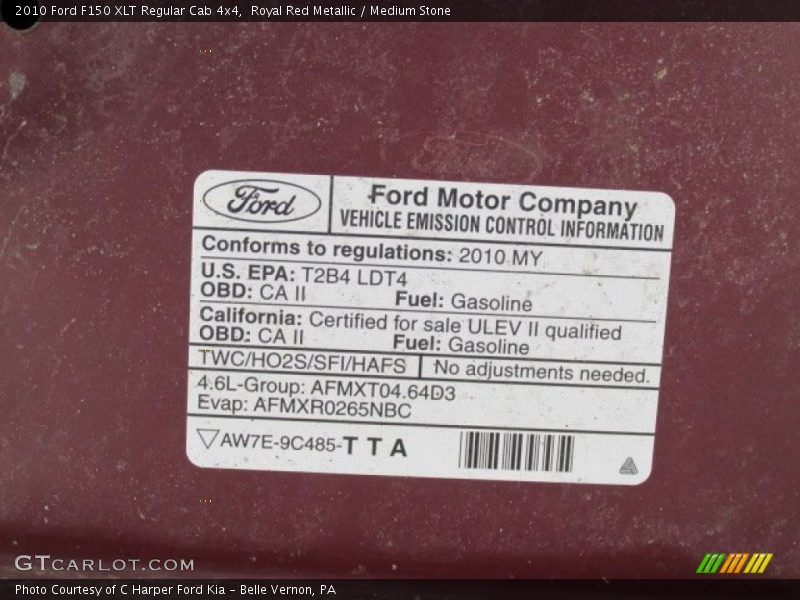 2010 Ford F150 XLT Regular Cab 4x4, Royal Red Metallic / Medium Stone
Ford
Ford Motor Company
VEHICLE EMISSION CONTROL INFORMATION
Conforms to regulations: 2010 MY
U.S. EPA: T2B4 LDT4
OBD: CA II Fuel: Gasoline
California: Certified for sale ULEV II qualified
OBD: CA II Fuel: Gasoline
TWC/HO2S/SFI/HAFS No adjustments needed.
4.6L-Group: AFMXT04.64D3
Evap: AFMXR0265NBC
AW7E-9C485-TTA
GTCARLOT.COM
Photo Courtesy of C Harper Ford Kia – Belle Vernon, PA